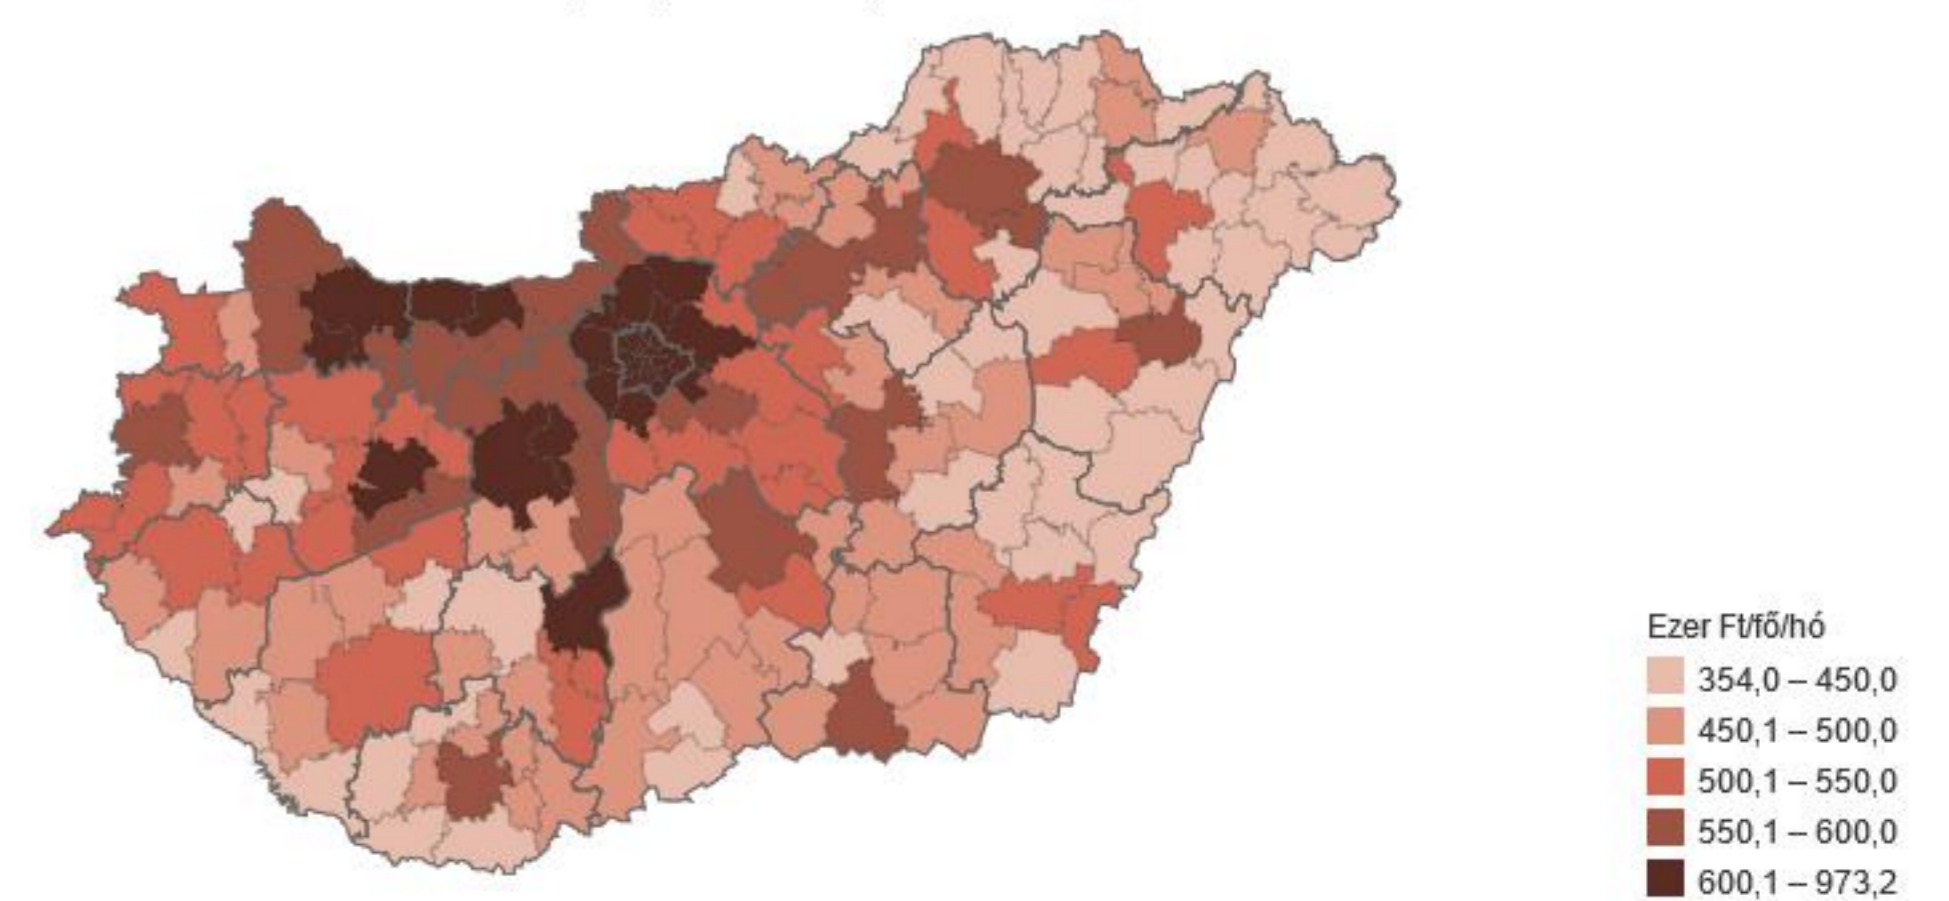 Ezer Ft/fő/hó
354,0 – 450,0
450,1 – 500,0
500,1 – 550,0
550,1 – 600,0
600,1 – 973,2